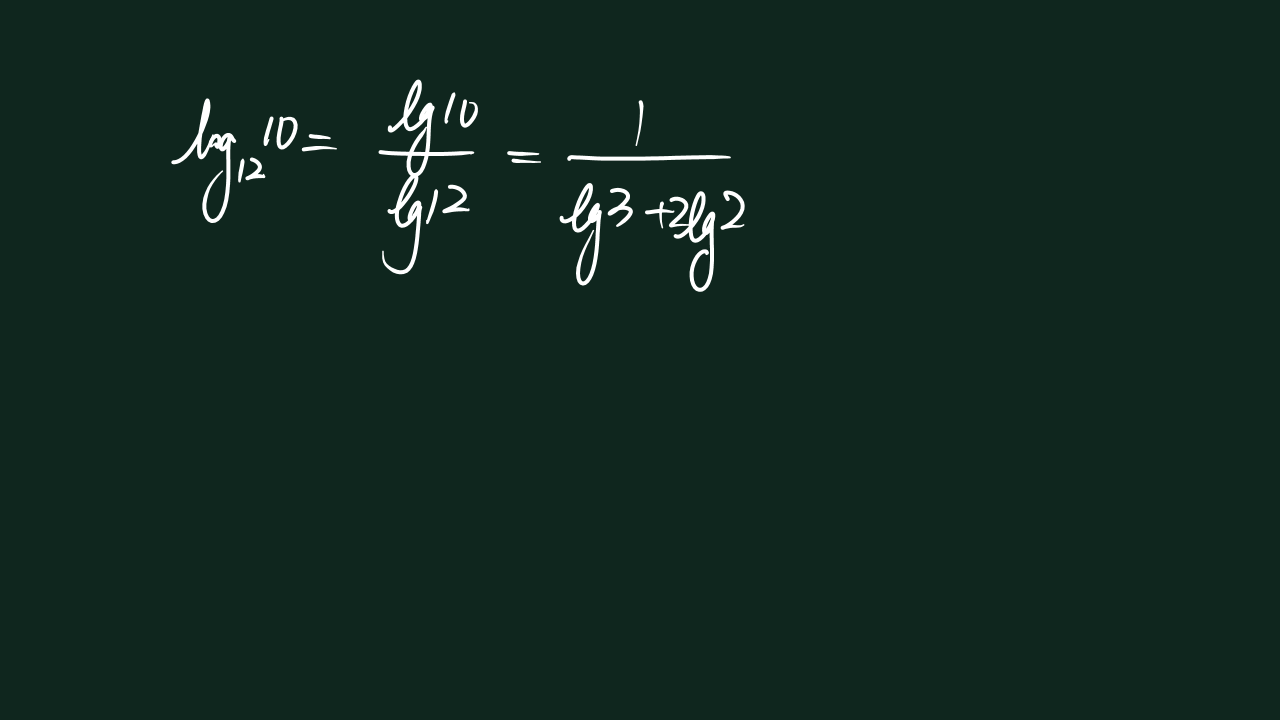 log₁₂10 = lg10/lg12 = 1/(lg3+2lg2)